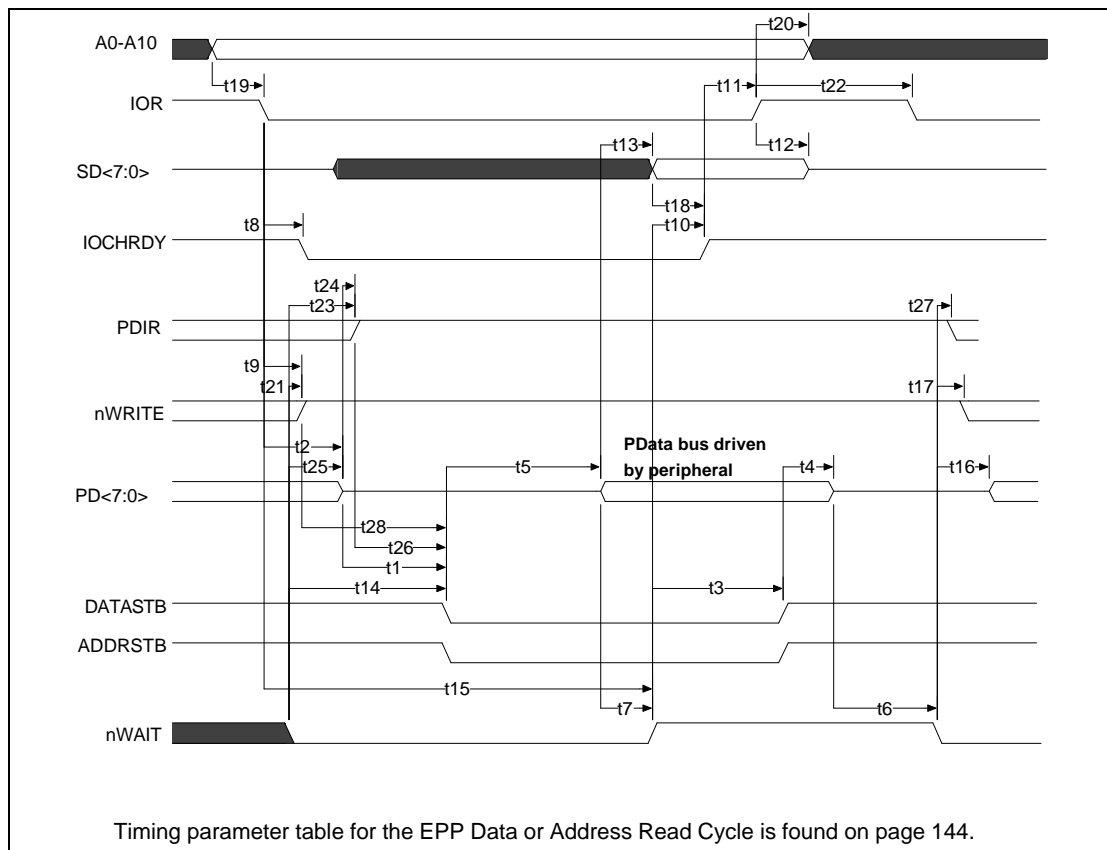 t20
A0-A10
t19
t11
t22
IOR
t13
t12
SD<7:0>
t18
t8
t10
IOCHRDY
t24
t23
t27
PDIR
t9
t21
t17
nWRITE
t2
PData bus driven
by peripheral
t25
t5
t4
t16
PD<7:0>
t28
t26
t1
t14
t3
DATASTB
ADDRSTB
t15
t7
t6
nWAIT
Timing parameter table for the EPP Data or Address Read Cycle is found on page 144.